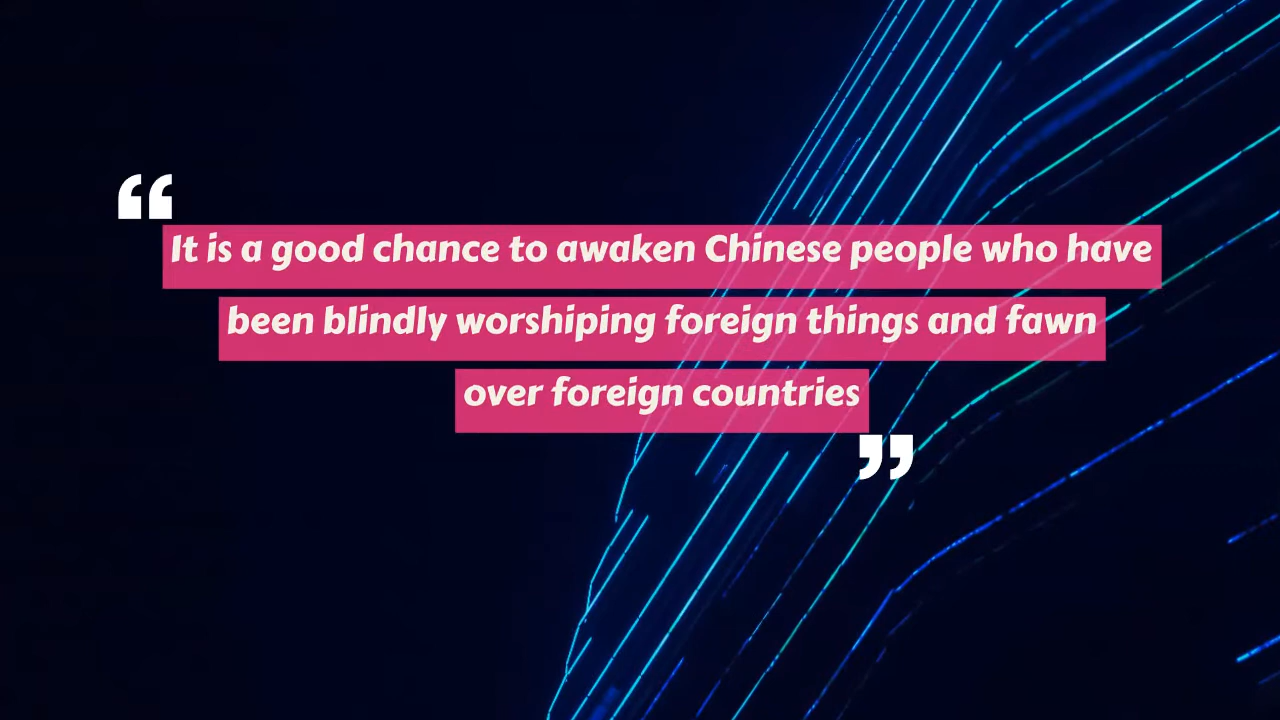 “
It is a good chance to awaken Chinese people who have
been blindly worshiping foreign things and fawn
over foreign countries
”